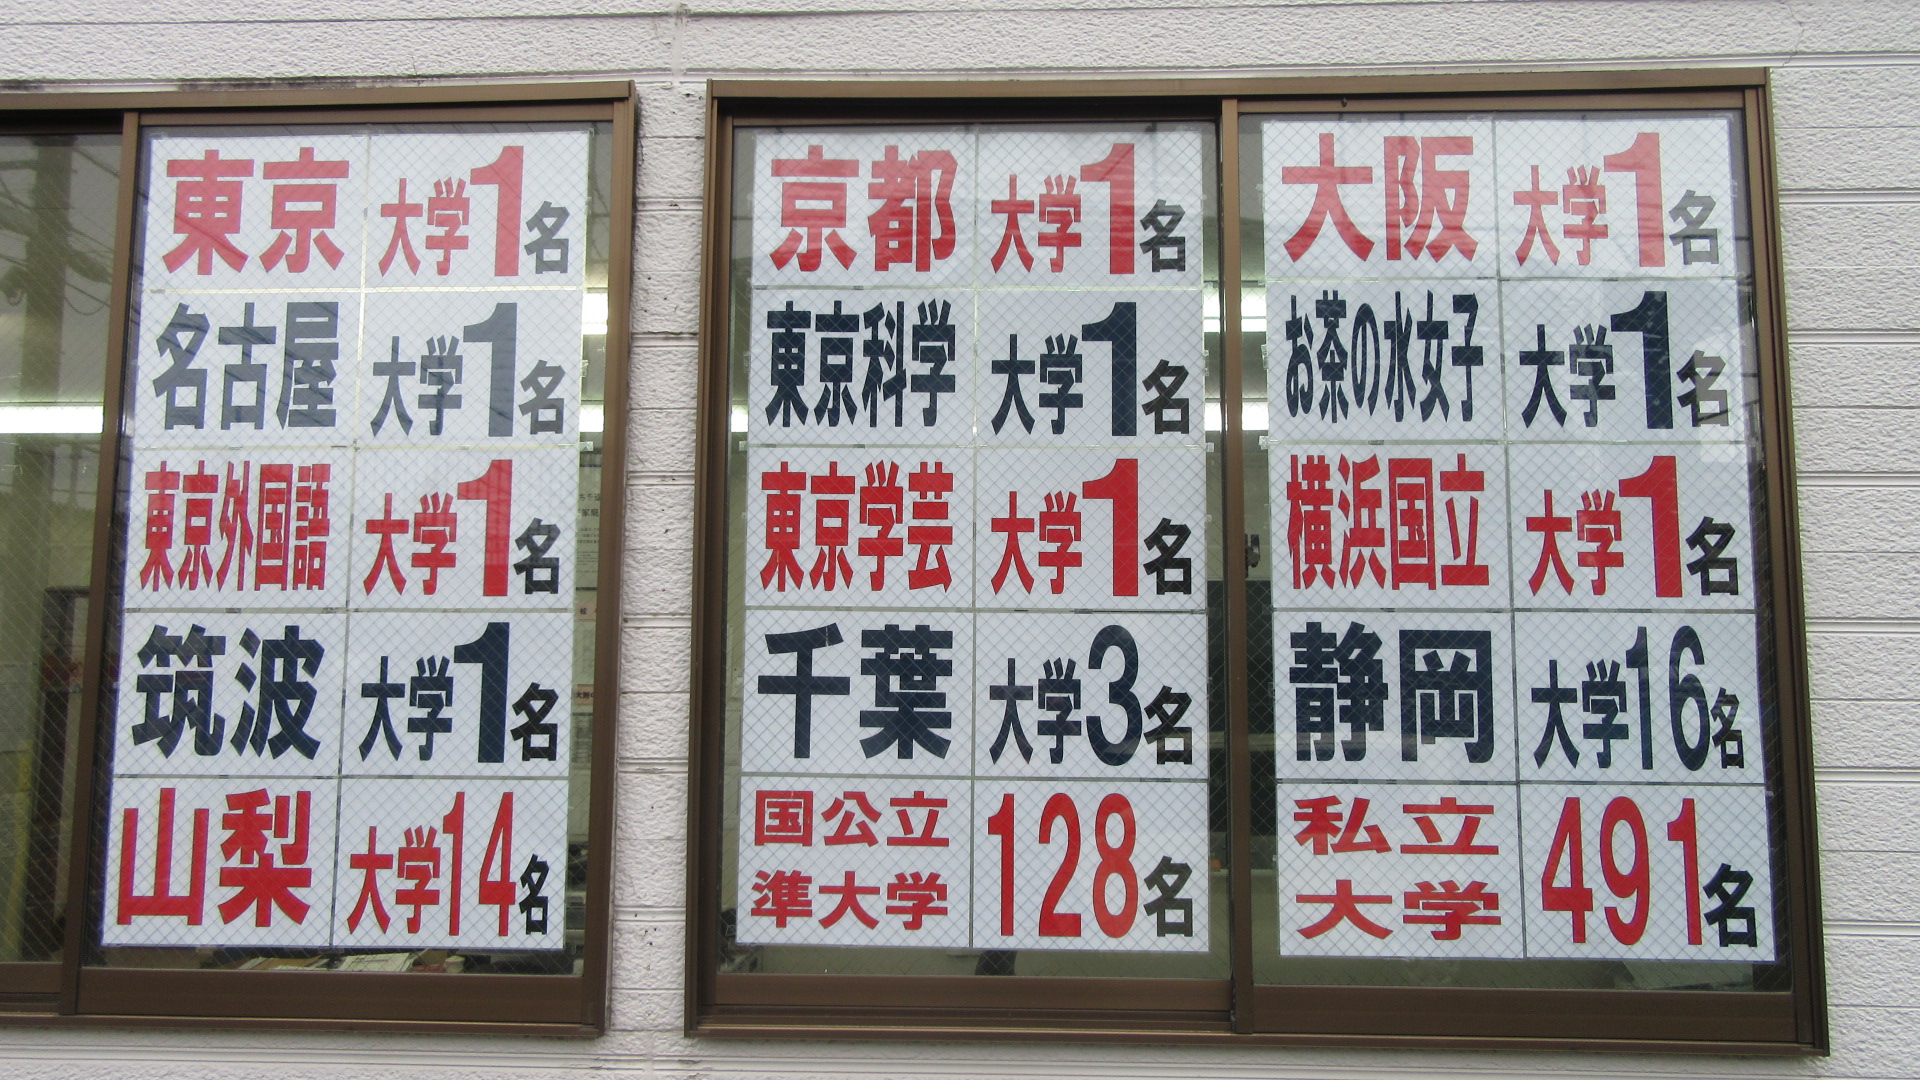 東京大学1名
名古屋大学1名
東京外国語大学1名
筑波大学1名
山梨大学14名
京都大学1名
東京科学大学1名
東京学芸大学1名
千葉大学3名
国公立
準大学
128名
大阪大学1名
お茶の水女子大学1名
横浜国立大学1名
静岡大学16名
私立
大学
491名